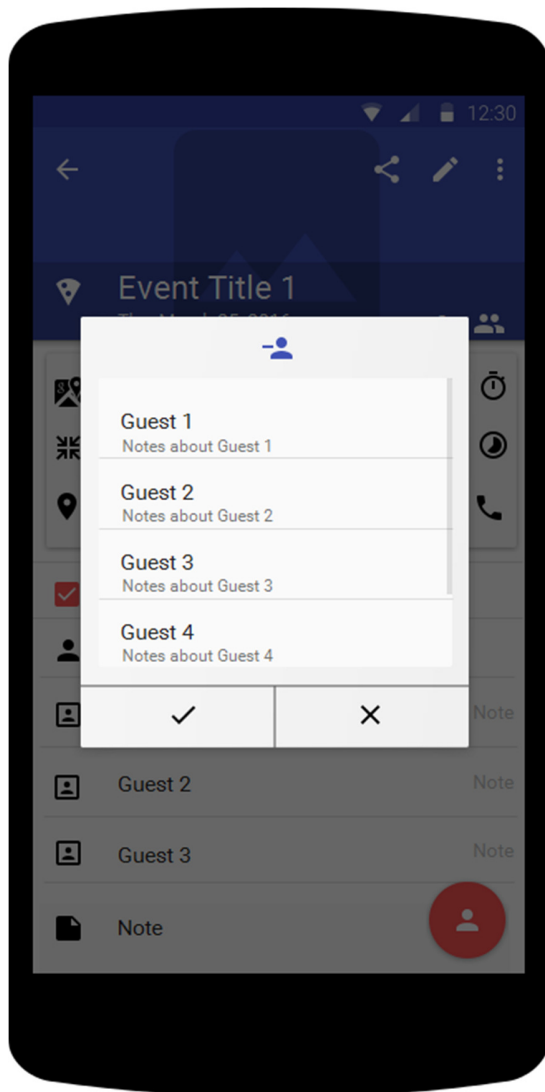 12:30
Event Title 1
Guest 1
Notes about Guest 1
Guest 2
Notes about Guest 2
Guest 3
Notes about Guest 3
Guest 4
Notes about Guest 4
Note
Guest 2 Note
Guest 3 Note
Note